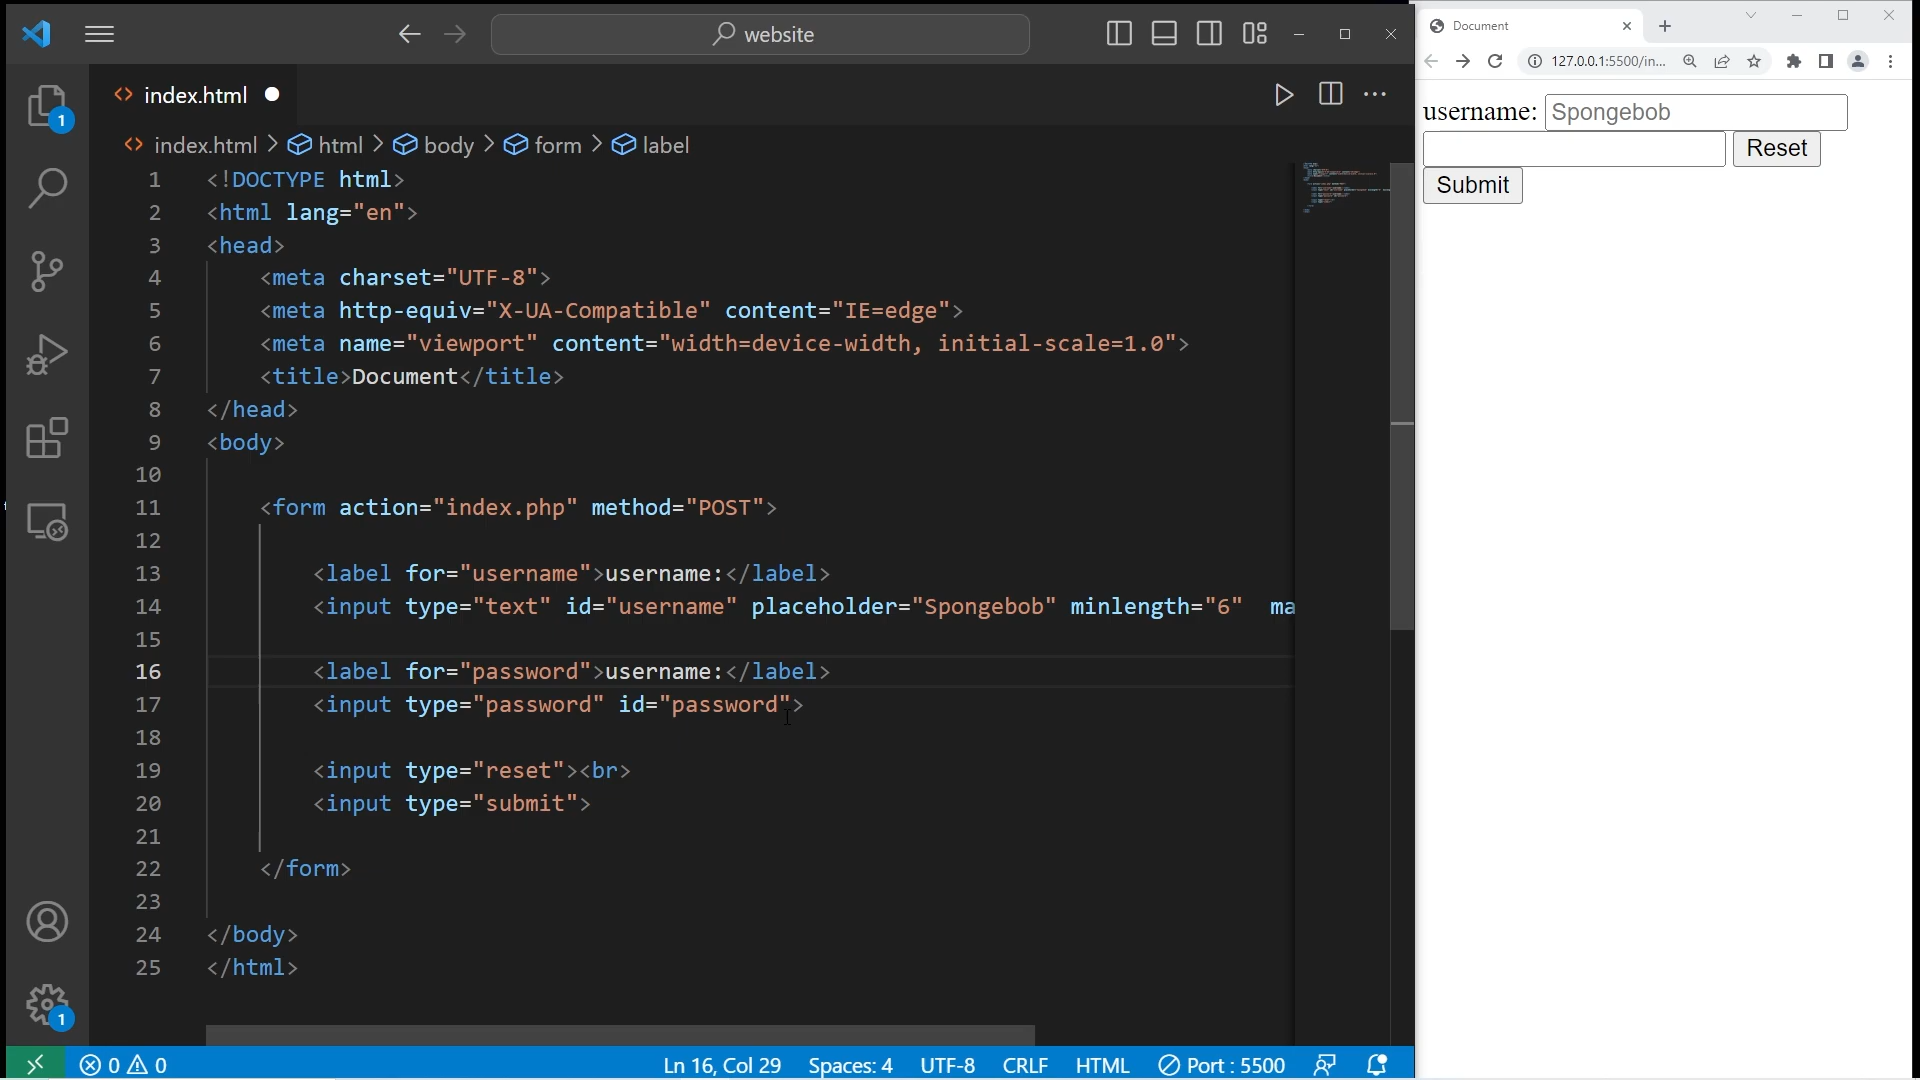 website
index.html
index.html > html > body > form > label
1 <!DOCTYPE html>
2 <html lang="en">
3 <head>
4 <meta charset="UTF-8">
5 <meta http-equiv="X-UA-Compatible" content="IE=edge">
6 <meta name="viewport" content="width=device-width, initial-scale=1.0">
7 <title>Document</title>
8 </head>
9 <body>
10
11 <form action="index.php" method="POST">
12
13 <label for="username">username:</label>
14 <input type="text" id="username" placeholder="Spongebob" minlength="6" ma
15
16 <label for="password">username:</label>
17 <input type="password" id="password">
18
19 <input type="reset"><br>
20 <input type="submit">
21
22 </form>
23
24 </body>
25 </html>
1
1
0 0
Ln 16, Col 29 Spaces: 4 UTF-8 CRLF HTML Port : 5500
Document
127.0.0.1:5500/in...
username: Spongebob
Reset
Submit